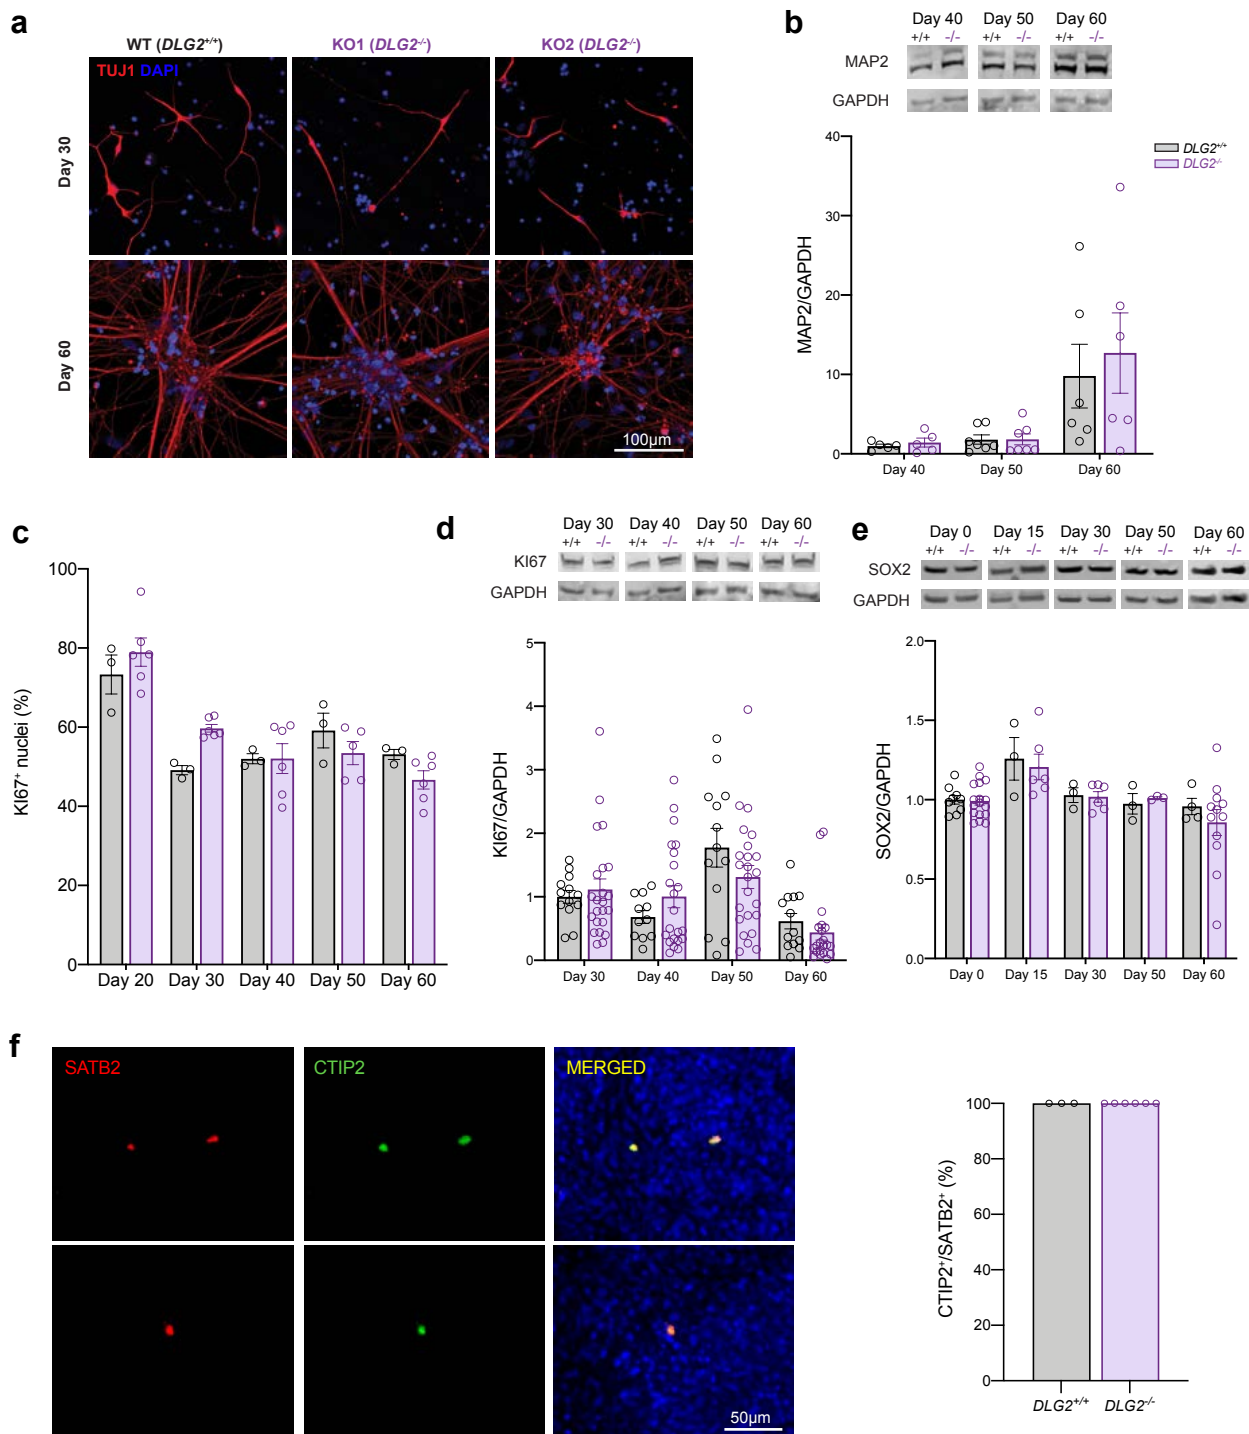 a
WT (DLG2+/+)
KO1 (DLG2-/-)
KO2 (DLG2-/-)
TUJ1 DAPI
Day 30
Day 60
100µm
b
Day 40 Day 50 Day 60
+/+ -/- +/+ -/- +/+ -/-
MAP2
GAPDH
DLG2+/+
DLG2-/-
MAP2/GAPDH
40
30
20
10
0
Day 40 Day 50 Day 60
c
KI67+ nuclei (%)
100
80
60
40
20
0
Day 20 Day 30 Day 40 Day 50 Day 60
d
Day 30 Day 40 Day 50 Day 60
+/+ -/- +/+ -/- +/+ -/- +/+ -/-
KI67
GAPDH
KI67/GAPDH
5
4
3
2
1
0
Day 30 Day 40 Day 50 Day 60
e
Day 0 Day 15 Day 30 Day 50 Day 60
+/+ -/- +/+ -/- +/+ -/- +/+ -/- +/+ -/-
SOX2
GAPDH
SOX2/GAPDH
2.0
1.5
1.0
0.5
0.0
Day 0 Day 15 Day 30 Day 50 Day 60
f
SATB2
CTIP2
MERGED
50µm
CTIP2+/SATB2+ (%)
100
80
60
40
20
0
DLG2+/+ DLG2-/-